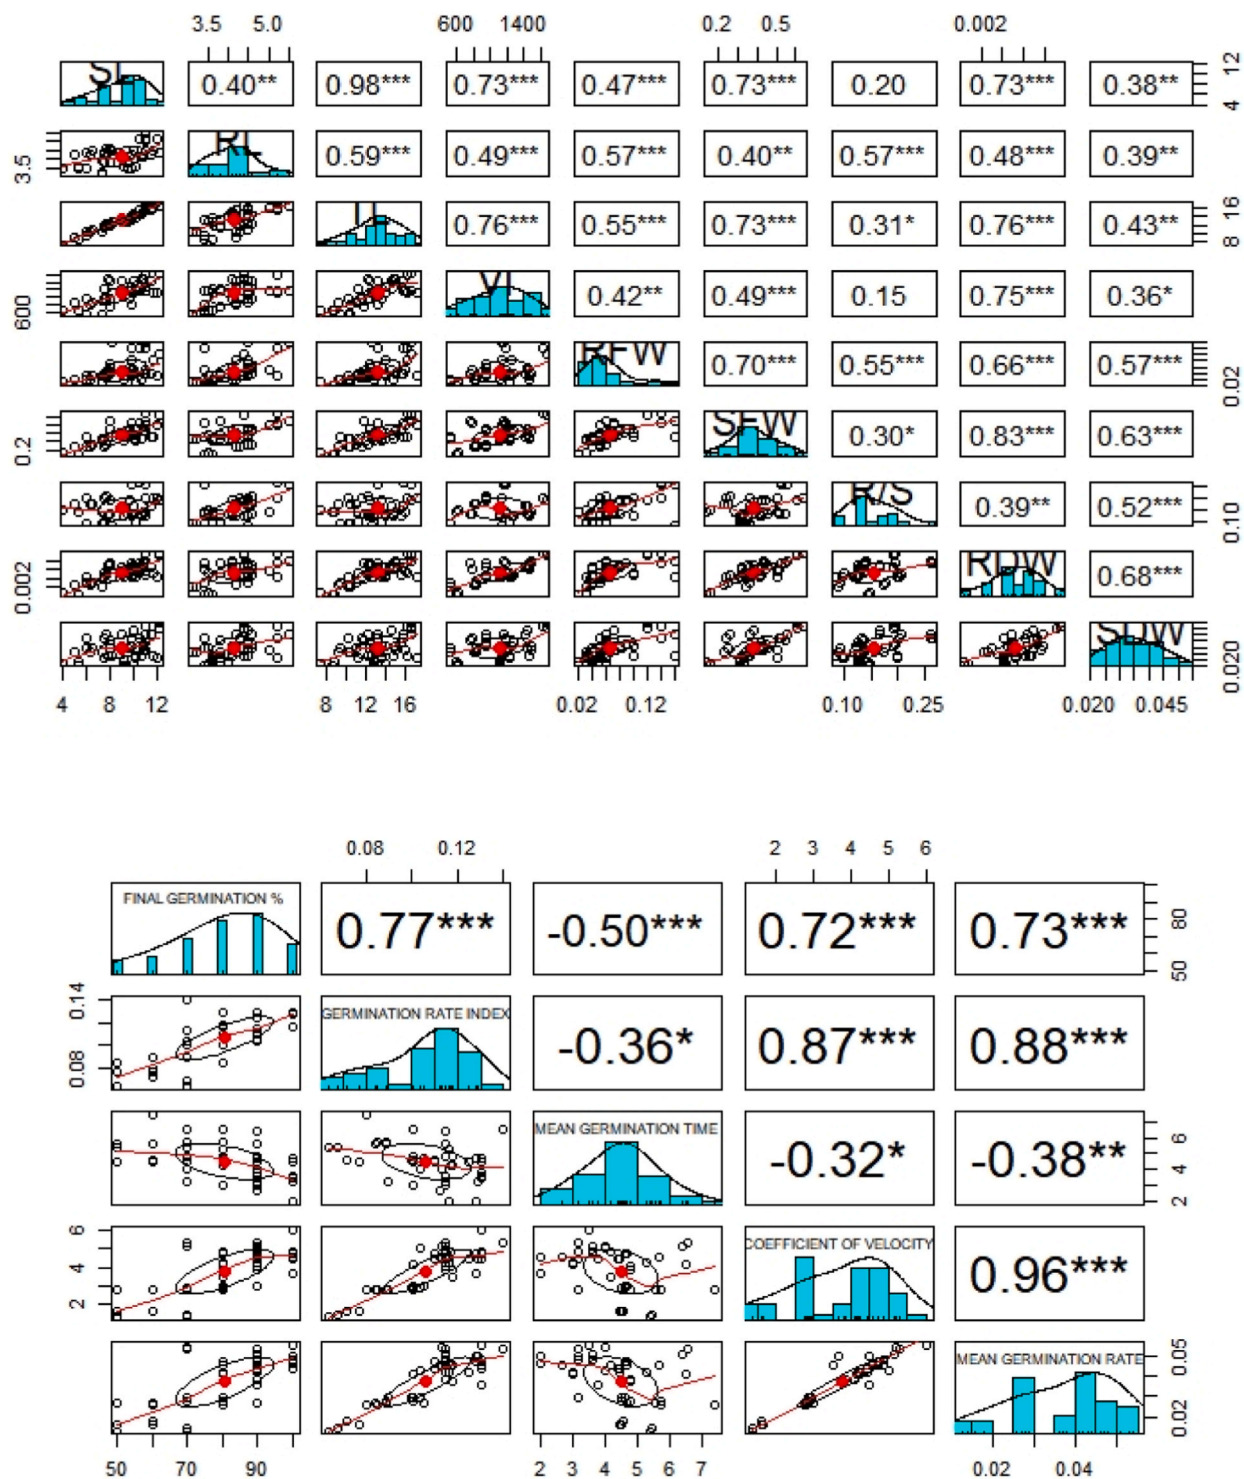 3.5 5.0 600 1400 0.2 0.5 0.002
SL 0.40** 0.98*** 0.73*** 0.47*** 0.73*** 0.20 0.73*** 0.38** 4 12
3.5 RL 0.59*** 0.49*** 0.57*** 0.40** 0.57*** 0.48*** 0.39**
TL 0.76*** 0.55*** 0.73*** 0.31* 0.76*** 0.43** 8 16
600 VI 0.42** 0.49*** 0.15 0.75*** 0.36*
RFW 0.70*** 0.55*** 0.66*** 0.57*** 0.02
0.2 SFW 0.30* 0.83*** 0.63***
R/S 0.39** 0.52*** 0.10
0.002 RDW 0.68***
SDW 0.020
4 8 12 8 12 16 0.02 0.12 0.10 0.25 0.020 0.045
0.08 0.12 2 3 4 5 6
FINAL GERMINATION % 0.77*** -0.50*** 0.72*** 0.73*** 50 80
0.08 0.14 GERMINATION RATE INDEX -0.36* 0.87*** 0.88***
MEAN GERMINATION TIME -0.32* -0.38** 2 4 6
2 4 6 COEFFICIENT OF VELOCITY 0.96***
MEAN GERMINATION RATE 0.02 0.05
50 70 90 2 3 4 5 6 7 0.02 0.04